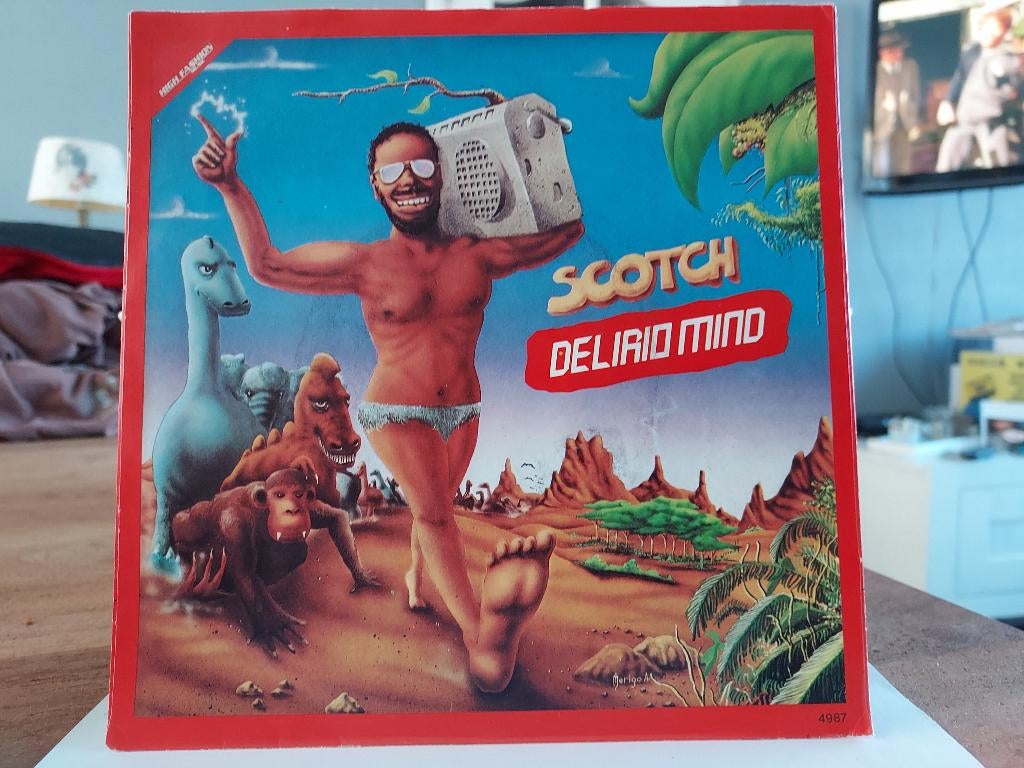 HIGH FASHION
SCOTCH
DELIRIO MIND
Merigo M
4987